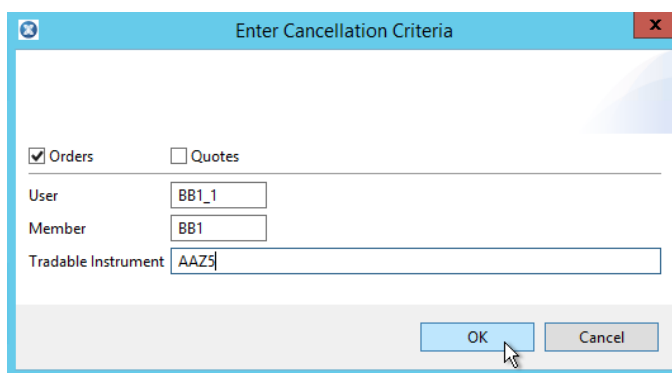 Enter Cancellation Criteria
x
Orders Quotes
User BB1_1
Member BB1
Tradable Instrument AAZ5
OK Cancel